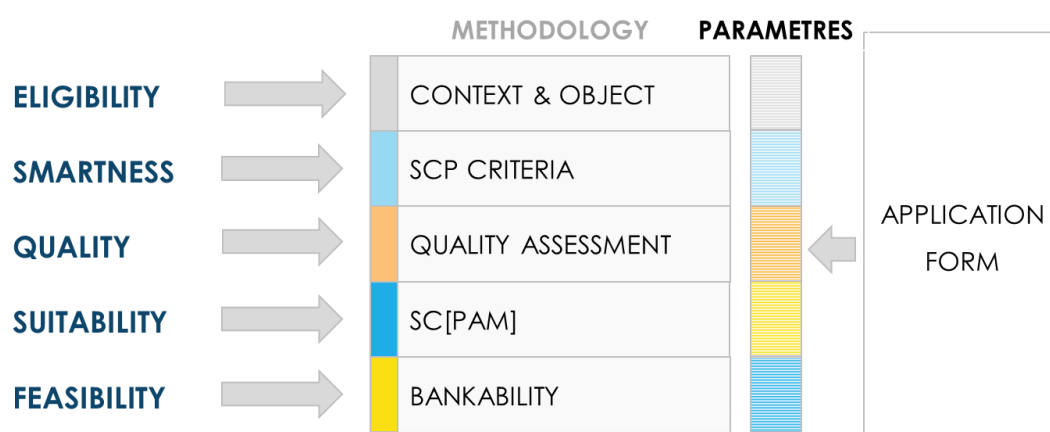 METHODOLOGY PARAMETRES
ELIGIBILITY CONTEXT & OBJECT
SMARTNESS SCP CRITERIA
QUALITY QUALITY ASSESSMENT
SUITABILITY SC[PAM]
FEASIBILITY BANKABILITY
APPLICATION
FORM